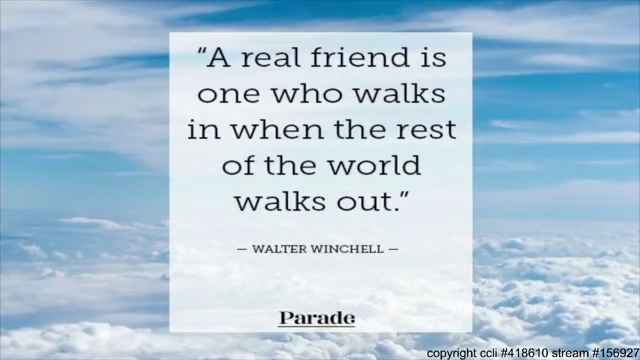 “A real friend is
one who walks
in when the rest
of the world
walks out.”
— WALTER WINCHELL —
Parade
copyright ccli #418610 stream #156927